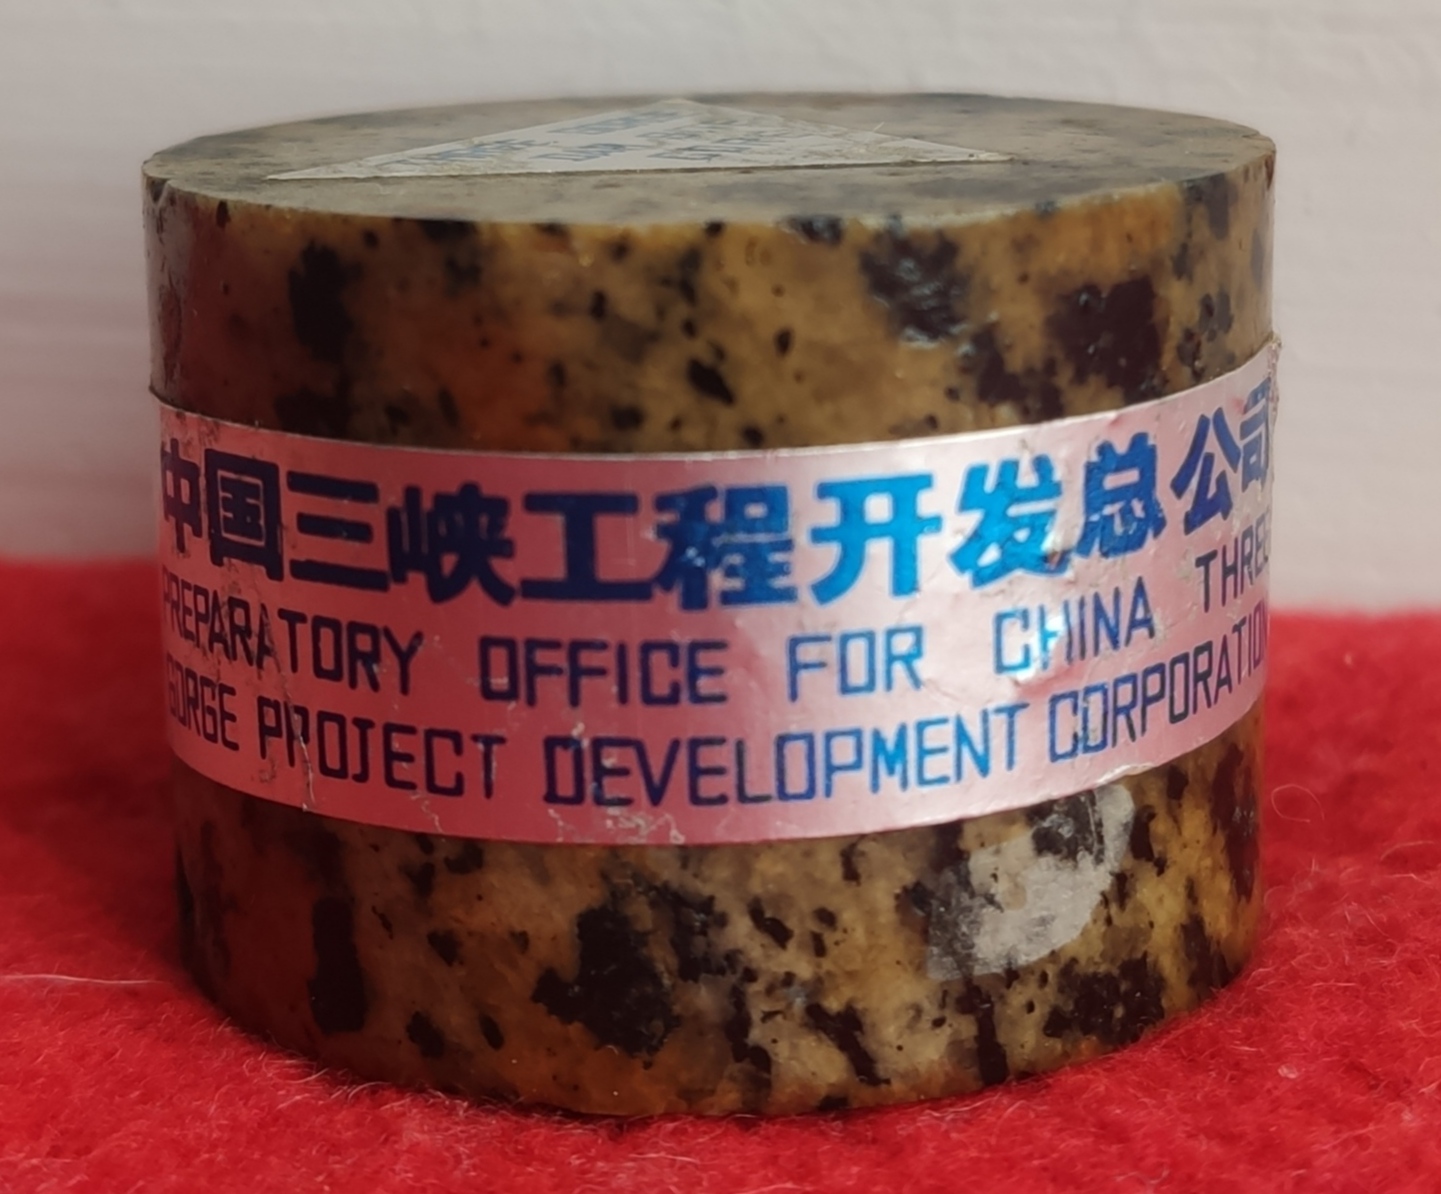 中国三峡工程开发总公司
PREPARATORY OFFICE FOR CHINA THREE
GORGE PROJECT DEVELOPMENT CORPORATION